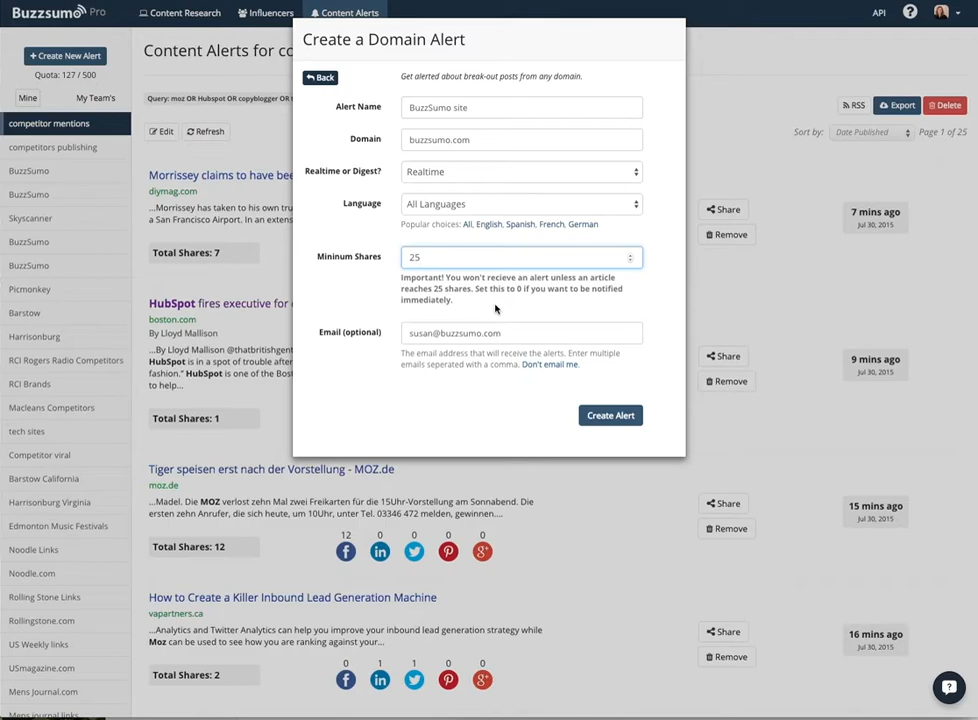 Buzzsumo Pro
Content Research
Influencers
Content Alerts
API
Create New Alert
Quota: 127 / 500
Mine
My Team's
competitor mentions
competitors publishing
BuzzSumo
BuzzSumo
Skyscanner
BuzzSumo
BuzzSumo
Picmonkey
Barstow
Harrisonburg
RCI Rogers Radio Competitors
RCI Brands
Macleans Competitors
tech sites
Competitor viral
Barstow California
Harrisonburg Virginia
Edmonton Music Festivals
Noodle Links
Noodle.com
Rolling Stone Links
Rollingstone.com
US Weekly links
USmagazine.com
Mens Journal.com
Mens Journal links
Content Alerts for co
Query: moz OR Hubspot OR copyblogger OR t
Edit
Refresh
RSS
Export
Delete
Sort by:
Date Published
Page 1 of 25
Create a Domain Alert
Back
Get alerted about break-out posts from any domain.
Alert Name
BuzzSumo site
Domain
buzzsumo.com
Realtime or Digest?
Realtime
Language
All Languages
Popular choices: All, English, Spanish, French, German
Mininum Shares
25
Important! You won't recieve an alert unless an article
reaches 25 shares. Set this to 0 if you want to be notified
immediately.
Email (optional)
susan@buzzsumo.com
The email address that will receive the alerts. Enter multiple
emails seperated with a comma. Don't email me.
Create Alert
Morrissey claims to have bee
diymag.com
...Morrissey has taken to his own
a San Francisco Airport. In an extens
Total Shares: 7
Share
Remove
7 mins ago
Jul 30, 2015
HubSpot fires executive for
boston.com
By Lloyd Mallison
...By Lloyd Mallison @thatbritishgent
HubSpot is in a spot of trouble after
fashion." HubSpot is one of the Bost
to help...
Total Shares: 1
Share
Remove
9 mins ago
Jul 30, 2015
Tiger speisen erst nach der Vorstellung - MOZ.de
moz.de
...Madel. Die MOZ verlost zehn Mal zwei Freikarten für die 15Uhr-Vorstellung am Sonnabend. Die
ersten zehn Anrufer, die sich heute, um 10Uhr, unter Tel. 03346 472 melden, gewinnen....
Total Shares: 12
12 0 0 0 0
Share
Remove
15 mins ago
Jul 30, 2015
How to Create a Killer Inbound Lead Generation Machine
vapartners.ca
...Analytics and Twitter Analytics can help you improve your inbound lead generation strategy while
Moz can be used to see how you are ranking against your...
Total Shares: 2
0 1 1 0 0
Share
Remove
16 mins ago
Jul 30, 2015